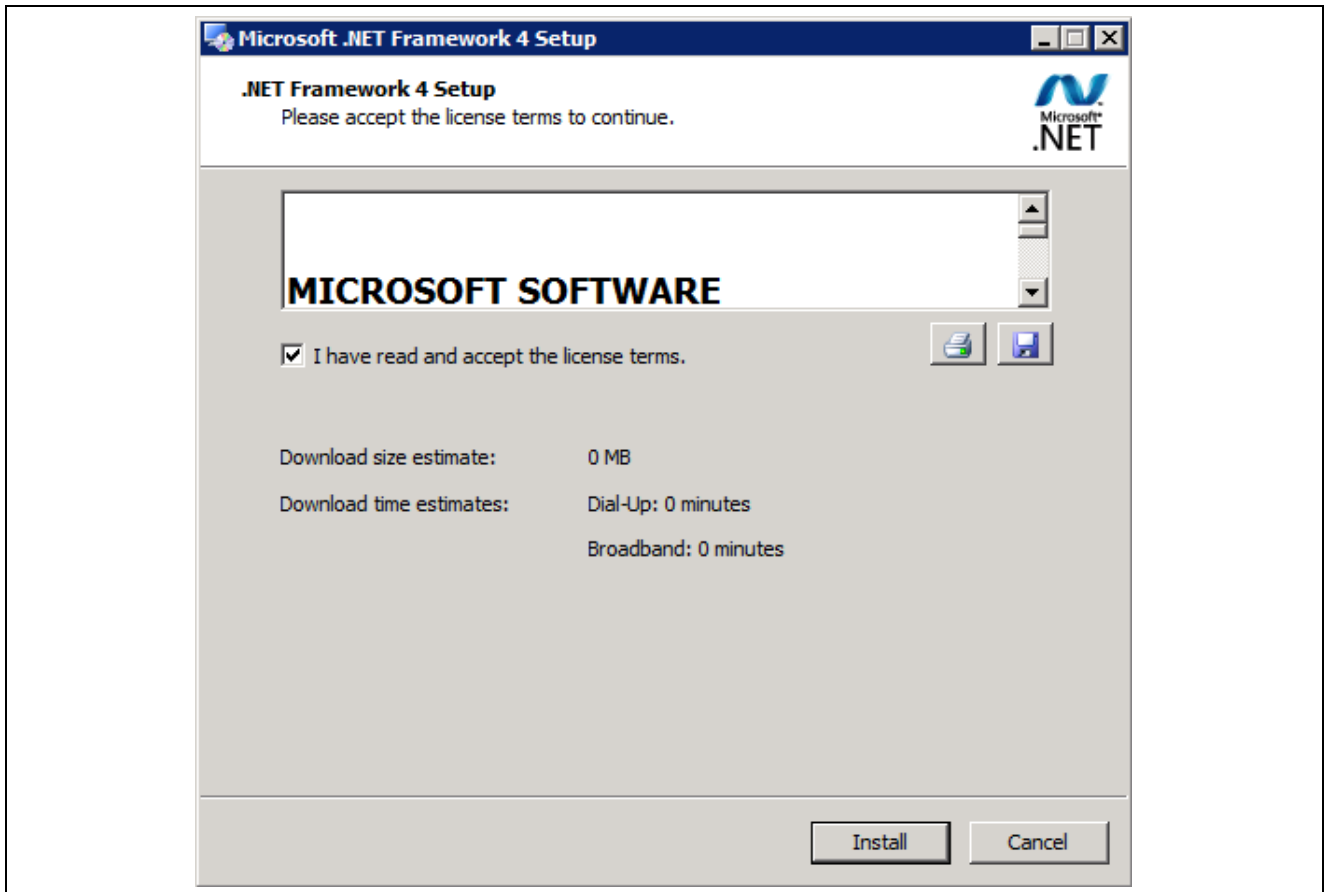 Microsoft .NET Framework 4 Setup
.NET Framework 4 Setup
Please accept the license terms to continue.
Microsoft®
.NET
MICROSOFT SOFTWARE
I have read and accept the license terms.
Download size estimate: 0 MB
Download time estimates: Dial-Up: 0 minutes
Broadband: 0 minutes
Install Cancel